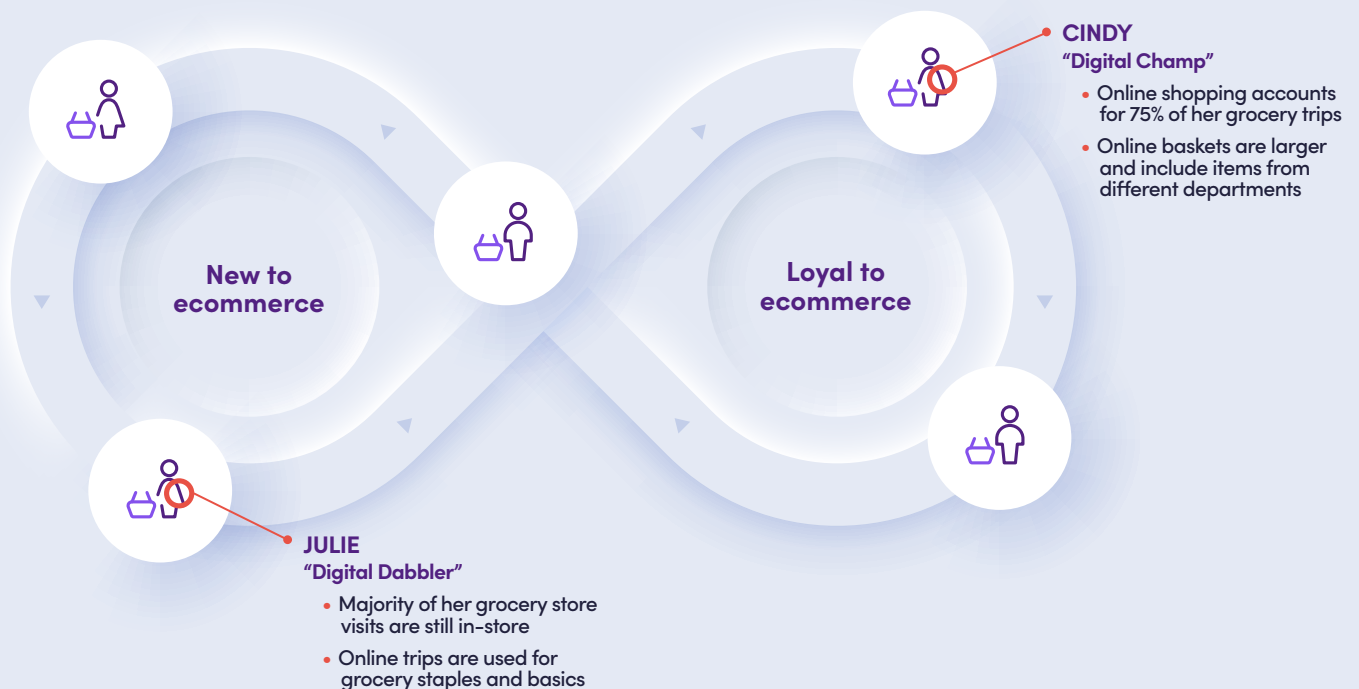 CINDY
“Digital Champ”
• Online shopping accounts
for 75% of her grocery trips
• Online baskets are larger
and include items from
different departments
New to
ecommerce
Loyal to
ecommerce
JULIE
“Digital Dabbler”
• Majority of her grocery store
visits are still in-store
• Online trips are used for
grocery staples and basics